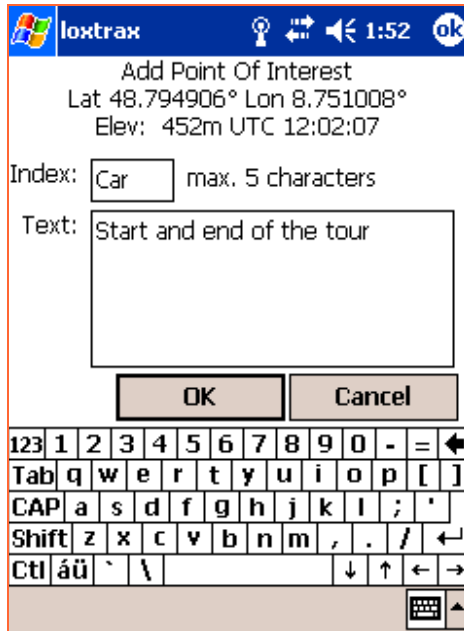 loxtrax 1:52 ok
Add Point Of Interest
Lat 48.794906° Lon 8.751008°
Elev: 452m UTC 12:02:07
Index: Car max. 5 characters
Text: Start and end of the tour
OK Cancel
123 1 2 3 4 5 6 7 8 9 0 - =
Tab q w e r t y u i o p [ ]
CAP a s d f g h j k l ; '
Shift z x c v b n m , . /
Ctl áü ` \ ↓ ↑ ← →